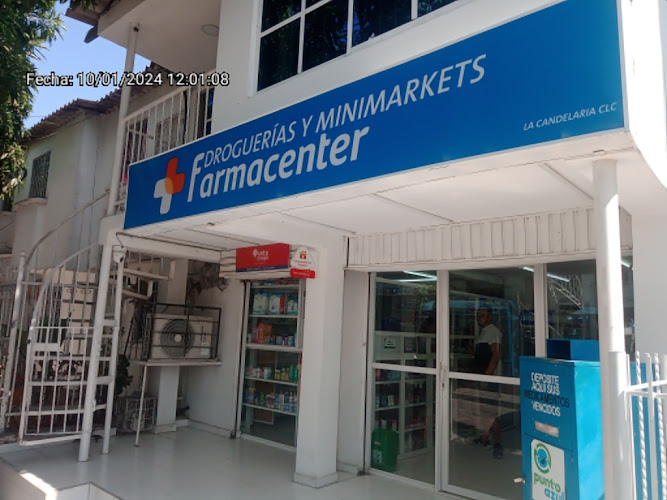 Fecha: 10/01/2024 12:01:08
DROGUERÍAS Y MINIMARKETS
farmacenter
LA CANDELARIA CLC
DEPOSITE
AQUÍ SUS
MEDICAMENTOS
VENCIDOS
punto
azul